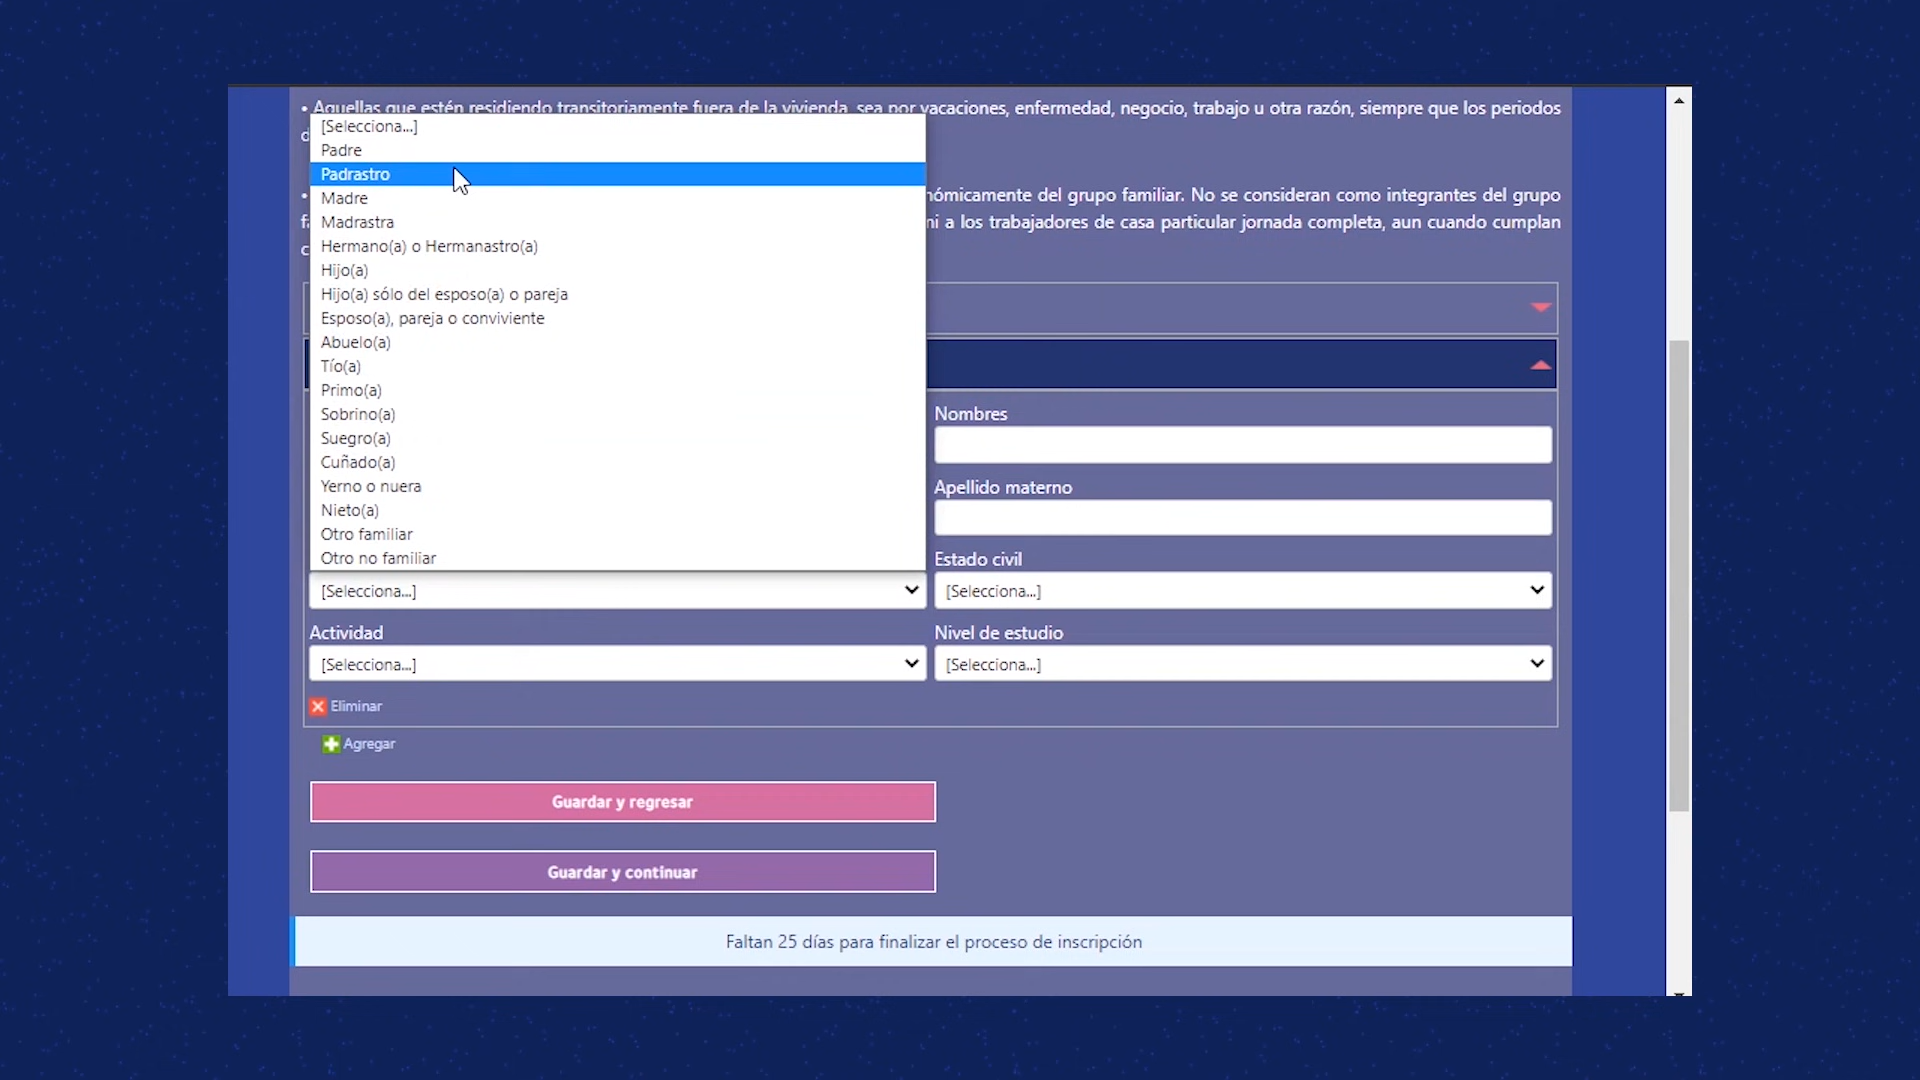 • Aquellas que estén residiendo transitoriamente fuera de la vivienda, sea por vacaciones, enfermedad, negocio, trabajo u otra razón, siempre que los periodos
[Selecciona...]
Padre
Padrastro
Madre
Madrastra
Hermano(a) o Hermanastro(a)
Hijo(a)
Hijo(a) sólo del esposo(a) o pareja
Esposo(a), pareja o conviviente
Abuelo(a)
Tío(a)
Primo(a)
Sobrino(a)
Suegro(a)
Cuñado(a)
Yerno o nuera
Nieto(a)
Otro familiar
Otro no familiar
nómicamente del grupo familiar. No se consideran como integrantes del grupo
ni a los trabajadores de casa particular jornada completa, aun cuando cumplan
Nombres
Apellido materno
Estado civil
[Selecciona...]
[Selecciona...]
Actividad
Nivel de estudio
[Selecciona...]
[Selecciona...]
Eliminar
Agregar
Guardar y regresar
Guardar y continuar
Faltan 25 días para finalizar el proceso de inscripción